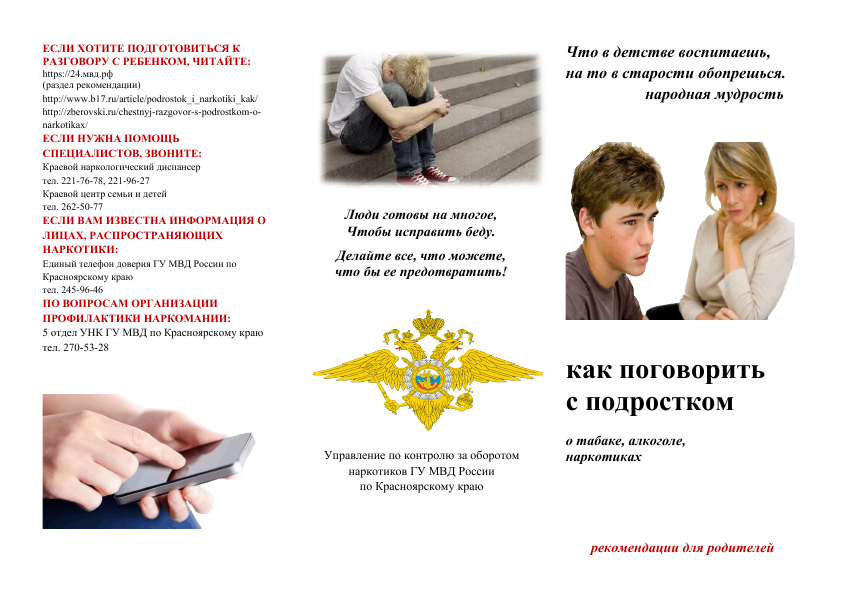 ЕСЛИ ХОТИТЕ ПОДГОТОВИТЬСЯ К
РАЗГОВОРУ С РЕБЕНКОМ, ЧИТАЙТЕ:
https://24.мвд.рф
(раздел рекомендации)
http://www.b17.ru/article/podrostok_i_narkotiki_kak/
http://zberovski.ru/chestnyj-razgovor-s-podrostkom-o-
narkotikax/
ЕСЛИ НУЖНА ПОМОЩЬ
СПЕЦИАЛИСТОВ, ЗВОНИТЕ:
Краевой наркологический диспансер
тел. 221-76-78, 221-96-27
Краевой центр семьи и детей
тел. 262-50-77
ЕСЛИ ВАМ ИЗВЕСТНА ИНФОРМАЦИЯ О
ЛИЦАХ, РАСПРОСТРАНЯЮЩИХ
НАРКОТИКИ:
Единый телефон доверия ГУ МВД России по
Красноярскому краю
тел. 245-96-46
ПО ВОПРОСАМ ОРГАНИЗАЦИИ
ПРОФИЛАКТИКИ НАРКОМАНИИ:
5 отдел УНК ГУ МВД по Красноярскому краю
тел. 270-53-28
Люди готовы на многое,
Чтобы исправить беду.
Делайте все, что можете,
что бы ее предотвратить!
Управление по контролю за оборотом
наркотиков ГУ МВД России
по Красноярскому краю
Что в детстве воспитаешь,
на то в старости обопрешься.
народная мудрость
как поговорить
с подростком
о табаке, алкоголе,
наркотиках
рекомендации для родителей